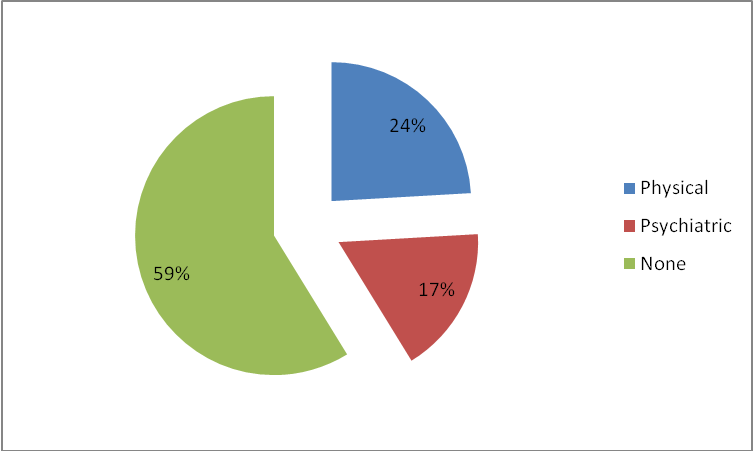 24%
17%
59%
Physical
Psychiatric
None